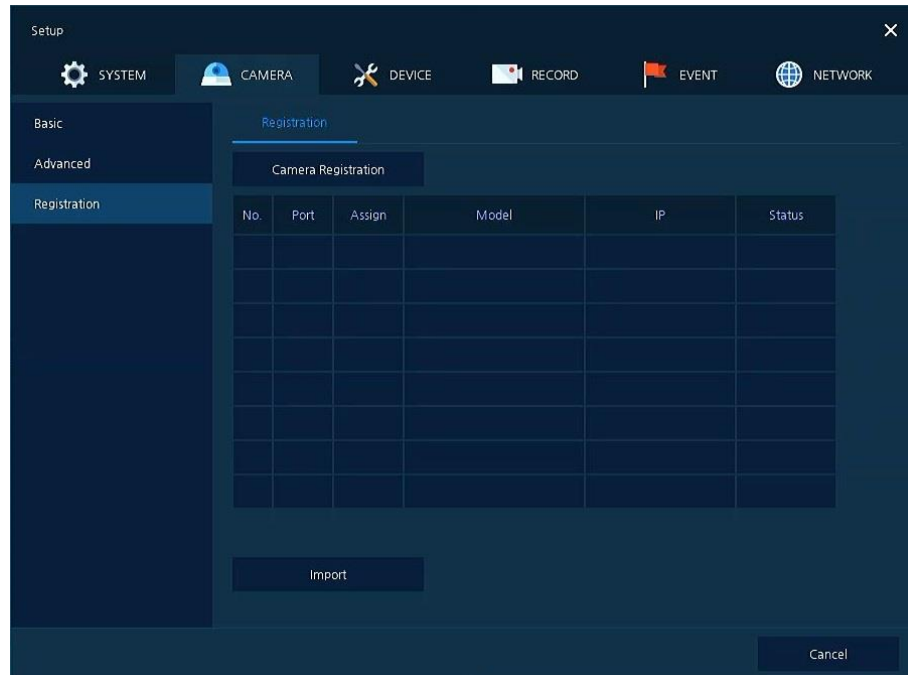 Setup
SYSTEM CAMERA DEVICE RECORD EVENT NETWORK
Basic
Advanced
Registration
Registration
Camera Registration
No. Port Assign Model IP Status
Import
Cancel